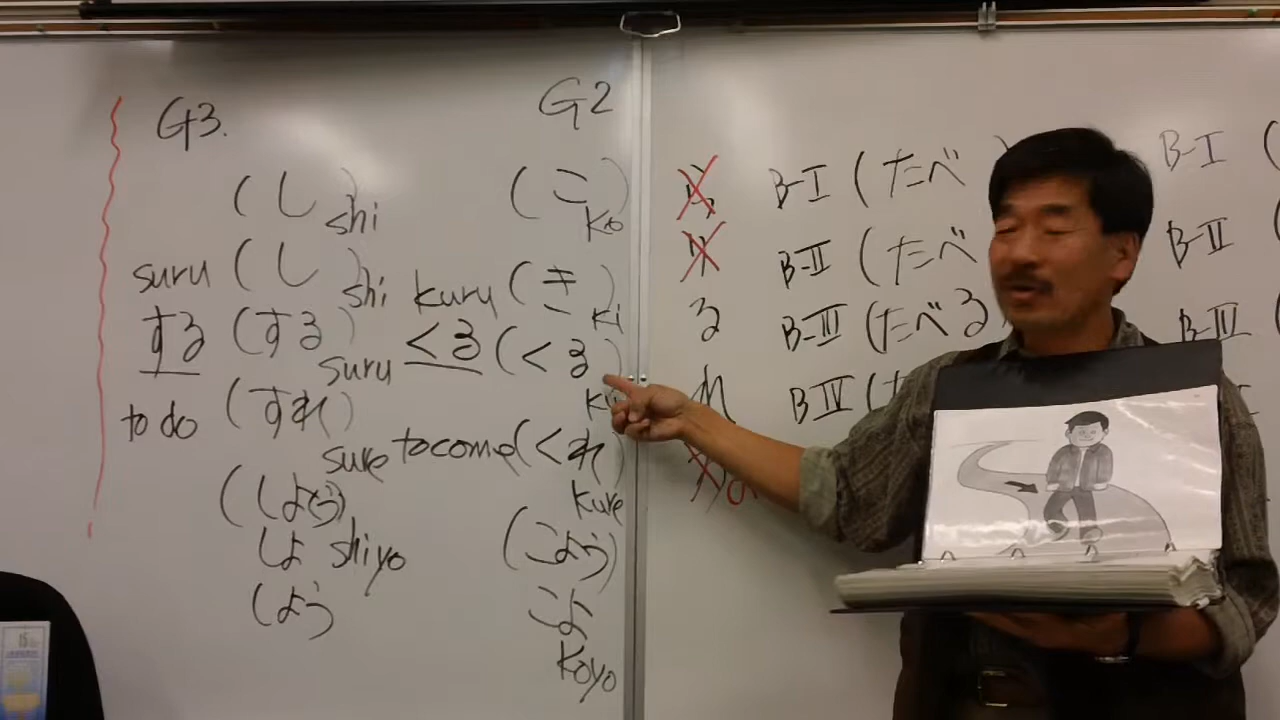 G3.
( し ) shi
suru ( し ) shi
する (する) suru
to do (すれ) sure
(しよう)
しよ shiyo
しよう
G2
( こ ) ko
kuru ( き ) ki
くる (くる)
to come (くれ) kure
(こよう)
こよ
koyo
B-I (たべ )
B-II (たべ
る B-III (たべる)
れ B-IV (た
B-I (
B-II
B-III